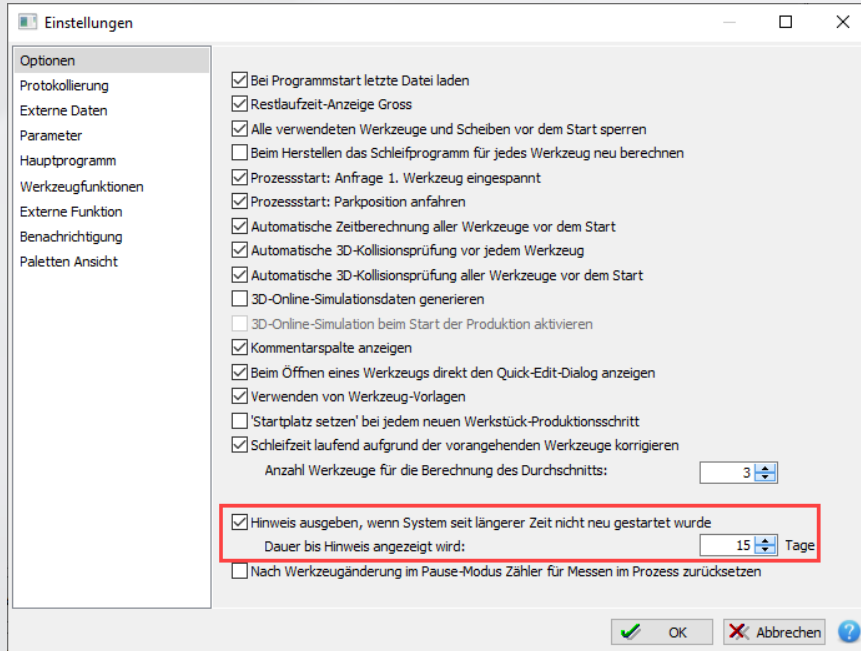 Einstellungen
Optionen
Protokollierung
Externe Daten
Parameter
Hauptprogramm
Werkzeugfunktionen
Externe Funktion
Benachrichtigung
Paletten Ansicht
Bei Programmstart letzte Datei laden
Restlaufzeit-Anzeige Gross
Alle verwendeten Werkzeuge und Scheiben vor dem Start sperren
Beim Herstellen das Schleifprogramm für jedes Werkzeug neu berechnen
Prozessstart: Anfrage 1. Werkzeug eingespannt
Prozessstart: Parkposition anfahren
Automatische Zeitberechnung aller Werkzeuge vor dem Start
Automatische 3D-Kollisionsprüfung vor jedem Werkzeug
Automatische 3D-Kollisionsprüfung aller Werkzeuge vor dem Start
3D-Online-Simulationsdaten generieren
3D-Online-Simulation beim Start der Produktion aktivieren
Kommentarspalte anzeigen
Beim Öffnen eines Werkzeugs direkt den Quick-Edit-Dialog anzeigen
Verwenden von Werkzeug-Vorlagen
'Startplatz setzen' bei jedem neuen Werkstück-Produktionsschritt
Schleifzeit laufend aufgrund der vorangehenden Werkzeuge korrigieren
Anzahl Werkzeuge für die Berechnung des Durchschnitts: 3
Hinweis ausgeben, wenn System seit längerer Zeit nicht neu gestartet wurde
Dauer bis Hinweis angezeigt wird: 15 Tage
Nach Werkzeugänderung im Pause-Modus Zähler für Messen im Prozess zurücksetzen
OK Abbrechen ?